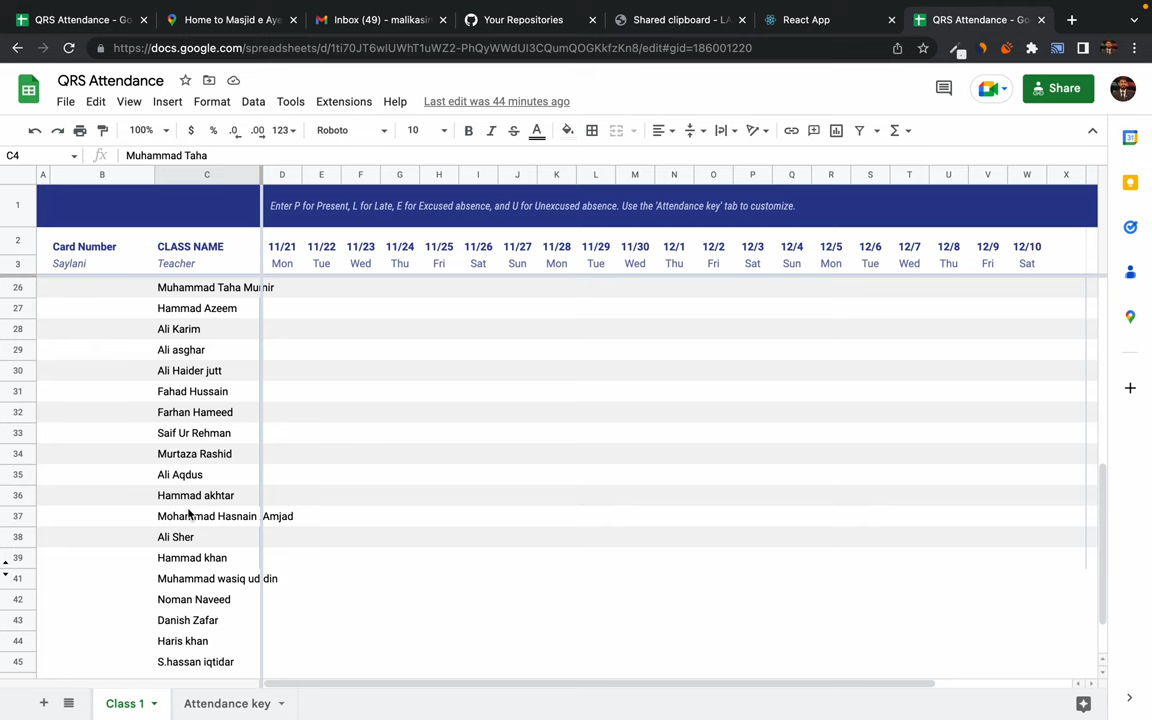 QRS Attendance - Go
Home to Masjid e Aye
Inbox (49) - malikasim
Your Repositories
Shared clipboard - LA
React App
QRS Attendance - Go
https://docs.google.com/spreadsheets/d/1ti70JT6wIUWhT1uWZ2-PhQyWWdUI3CQumQOGKkfzKn8/edit#gid=186001220
QRS Attendance
File Edit View Insert Format Data Tools Extensions Help Last edit was 44 minutes ago
Share
100% $ % .0 .00 123 Roboto 10 B I S A
C4 fx Muhammad Taha
A B C D E F G H I J K L M N O P Q R S T U V W X
1 Enter P for Present, L for Late, E for Excused absence, and U for Unexcused absence. Use the 'Attendance key' tab to customize.
2 Card Number CLASS NAME 11/21 11/22 11/23 11/24 11/25 11/26 11/27 11/28 11/29 11/30 12/1 12/2 12/3 12/4 12/5 12/6 12/7 12/8 12/9 12/10
3 Saylani Teacher Mon Tue Wed Thu Fri Sat Sun Mon Tue Wed Thu Fri Sat Sun Mon Tue Wed Thu Fri Sat
26 Muhammad Taha Mumir
27 Hammad Azeem
28 Ali Karim
29 Ali asghar
30 Ali Haider jutt
31 Fahad Hussain
32 Farhan Hameed
33 Saif Ur Rehman
34 Murtaza Rashid
35 Ali Aqdus
36 Hammad akhtar
37 Mohammad Hasnain Amjad
38 Ali Sher
39 Hammad khan
41 Muhammad wasiq uddin
42 Noman Naveed
43 Danish Zafar
44 Haris khan
45 S.hassan iqtidar
Class 1 Attendance key